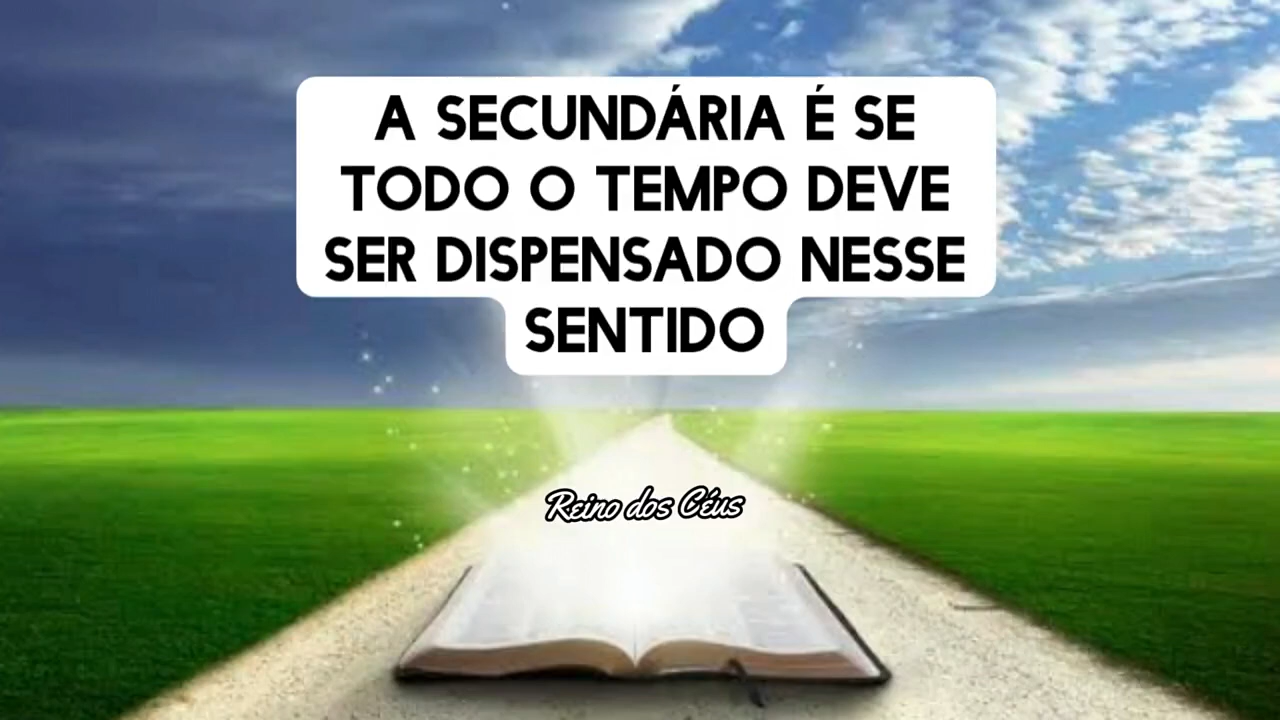 A SECUNDÁRIA É SE
TODO O TEMPO DEVE
SER DISPENSADO NESSE
SENTIDO
Reino dos Céus